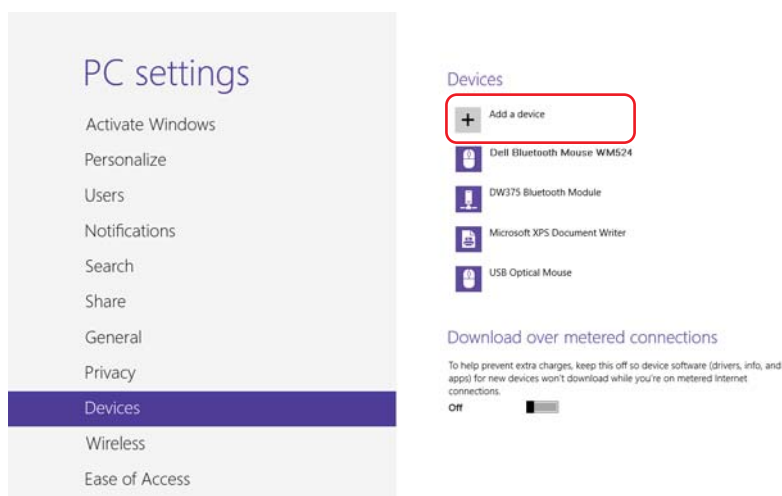 PC settings
Activate Windows
Personalize
Users
Notifications
Search
Share
General
Privacy
Devices
Wireless
Ease of Access
Devices
Add a device
Dell Bluetooth Mouse WM524
DW375 Bluetooth Module
Microsoft XPS Document Writer
USB Optical Mouse
Download over metered connections
To help prevent extra charges, keep this off so device software (drivers, info, and
apps) for new devices won't download while you're on metered Internet
connections.
Off